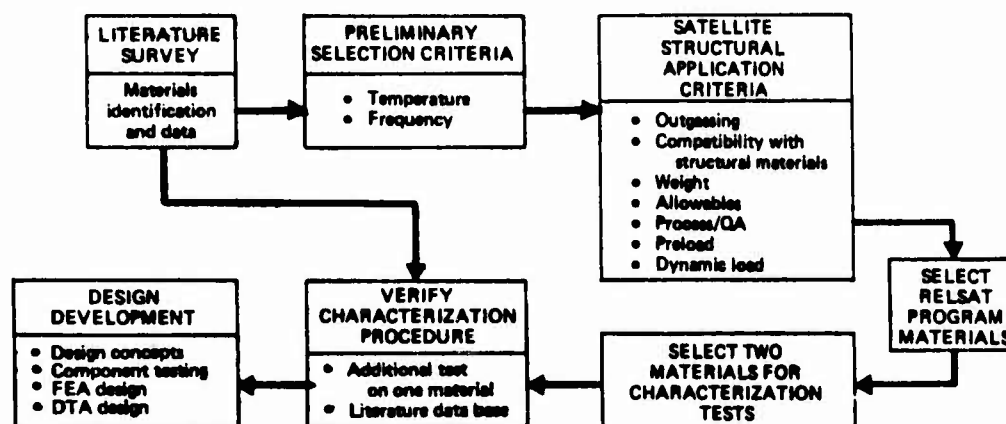 LITERATURE
SURVEY
Materials
identification
and data
PRELIMINARY
SELECTION CRITERIA
• Temperature
• Frequency
SATELLITE
STRUCTURAL
APPLICATION
CRITERIA
• Outgassing
• Compatibility with
structural materials
• Weight
• Allowables
• Process/QA
• Preload
• Dynamic load
SELECT
RELSAT
PROGRAM
MATERIALS
SELECT TWO
MATERIALS FOR
CHARACTERIZATION
TESTS
VERIFY
CHARACTERIZATION
PROCEDURE
• Additional test
on one material
• Literature data base
DESIGN
DEVELOPMENT
• Design concepts
• Component testing
• FEA design
• DTA design